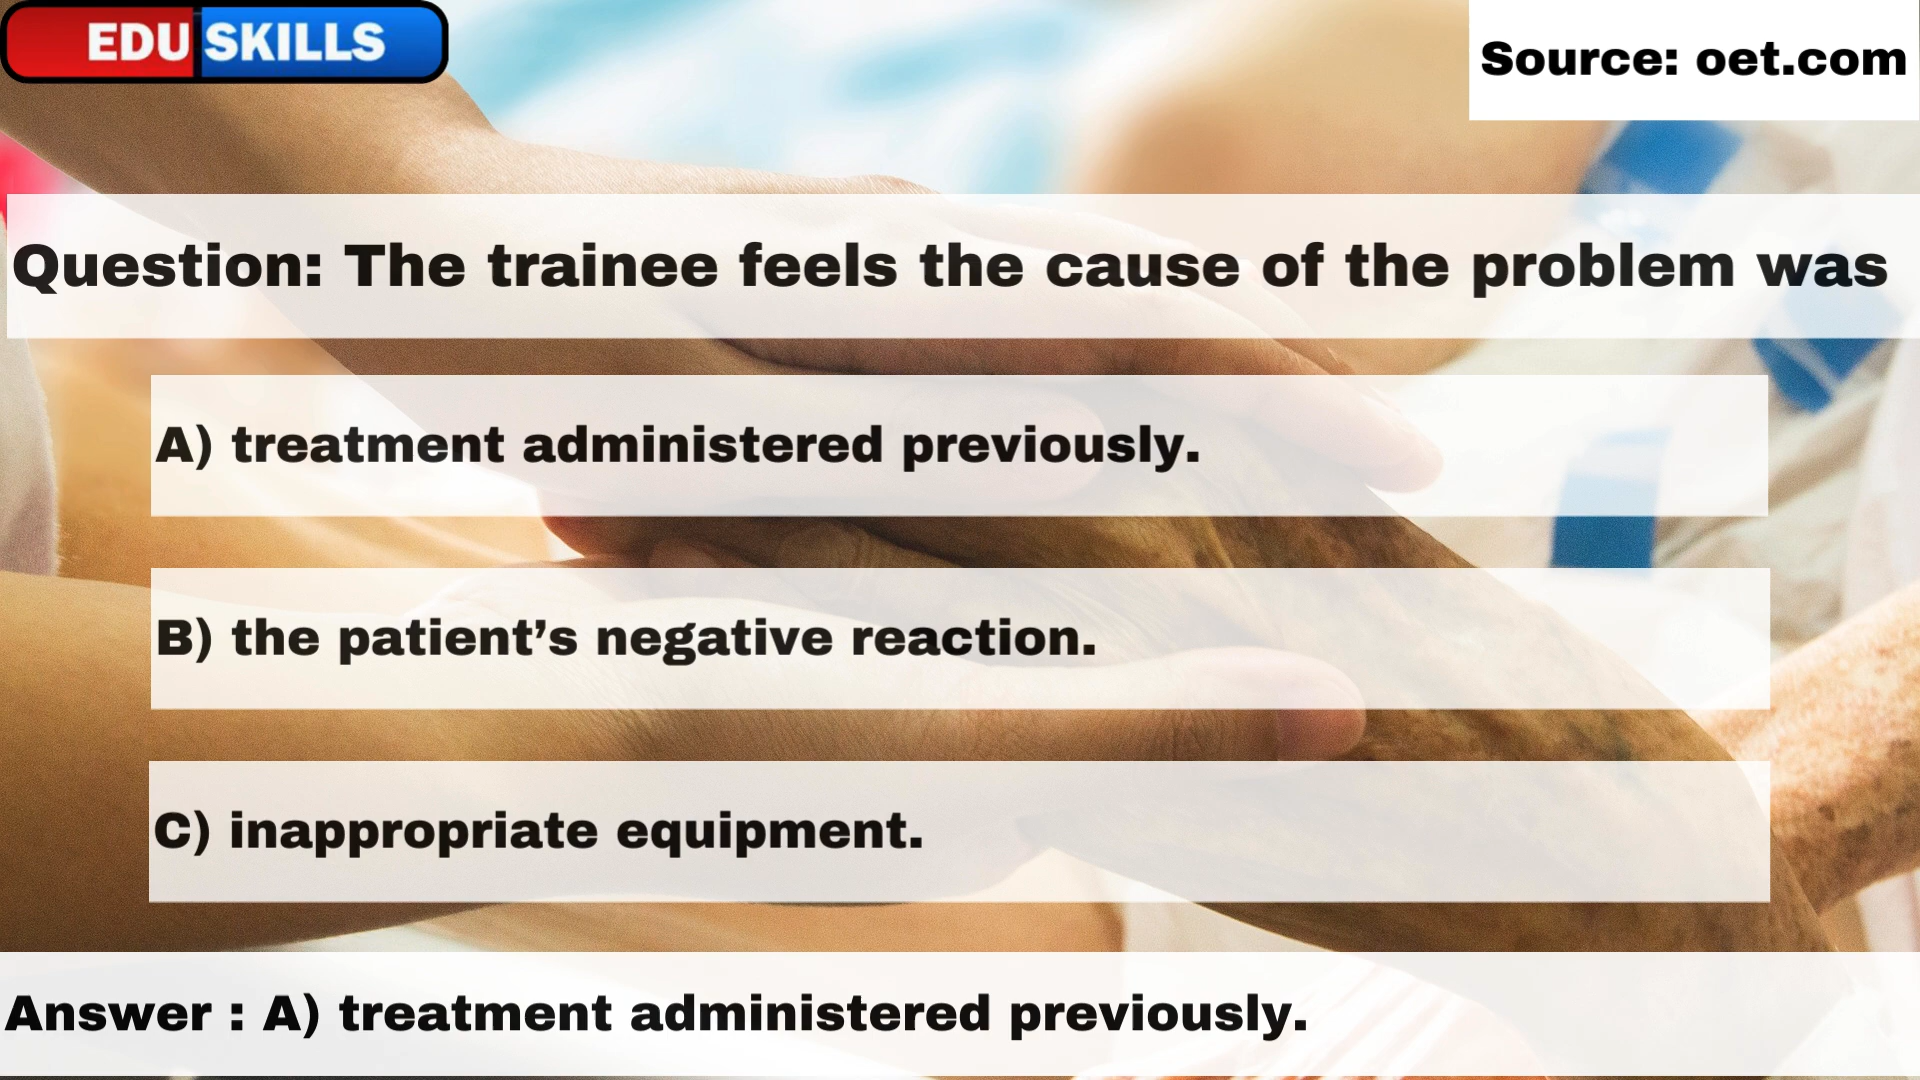 EDU SKILLS
Source: oet.com
Question: The trainee feels the cause of the problem was
A) treatment administered previously.
B) the patient’s negative reaction.
C) inappropriate equipment.
Answer : A) treatment administered previously.